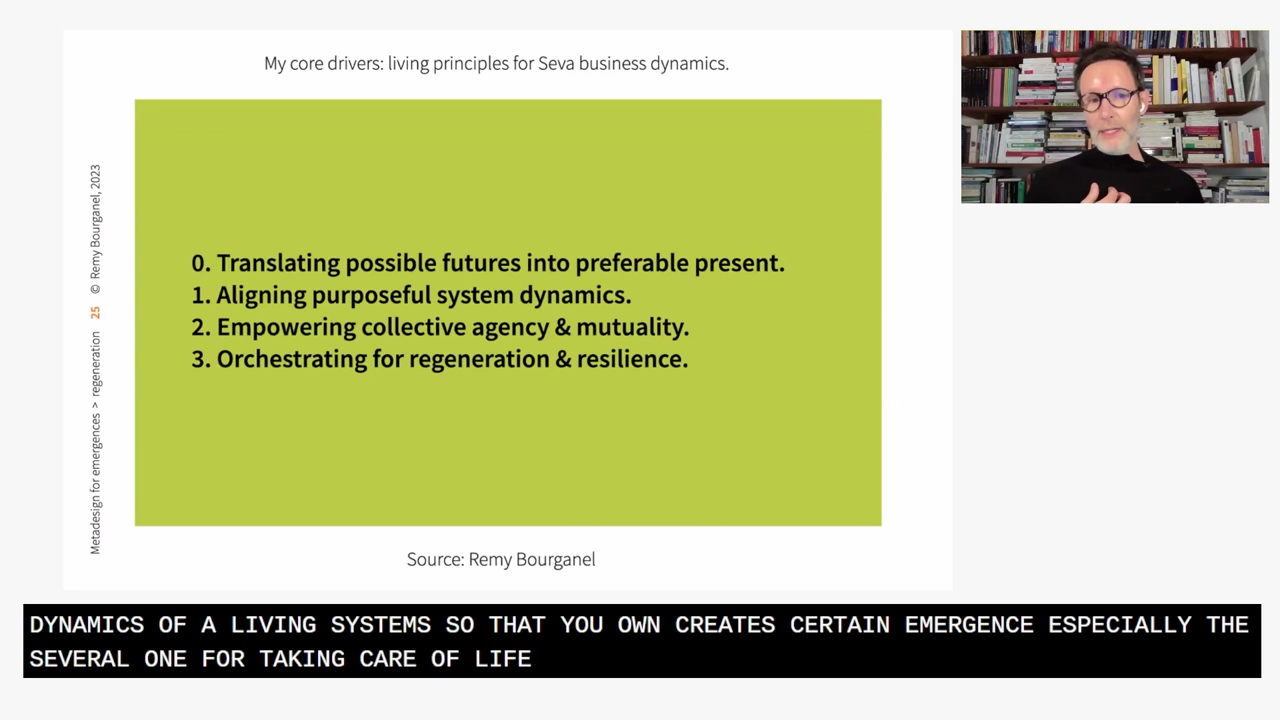 My core drivers: living principles for Seva business dynamics.
0. Translating possible futures into preferable present.
1. Aligning purposeful system dynamics.
2. Empowering collective agency & mutuality.
3. Orchestrating for regeneration & resilience.
Source: Remy Bourganel
Metadesign for emergences > regeneration 25 © Remy Bourganel, 2023
DYNAMICS OF A LIVING SYSTEMS SO THAT YOU OWN CREATES CERTAIN EMERGENCE ESPECIALLY THE
SEVERAL ONE FOR TAKING CARE OF LIFE